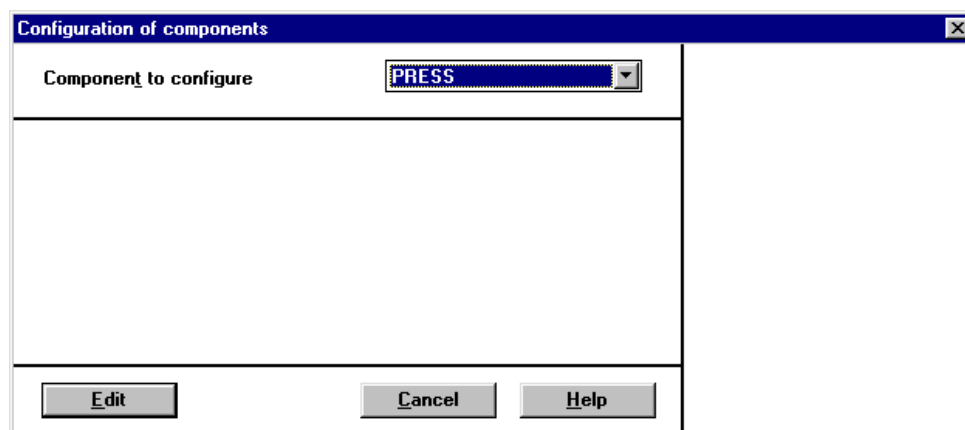 Configuration of components
Component to configure PRESS
Edit Cancel Help